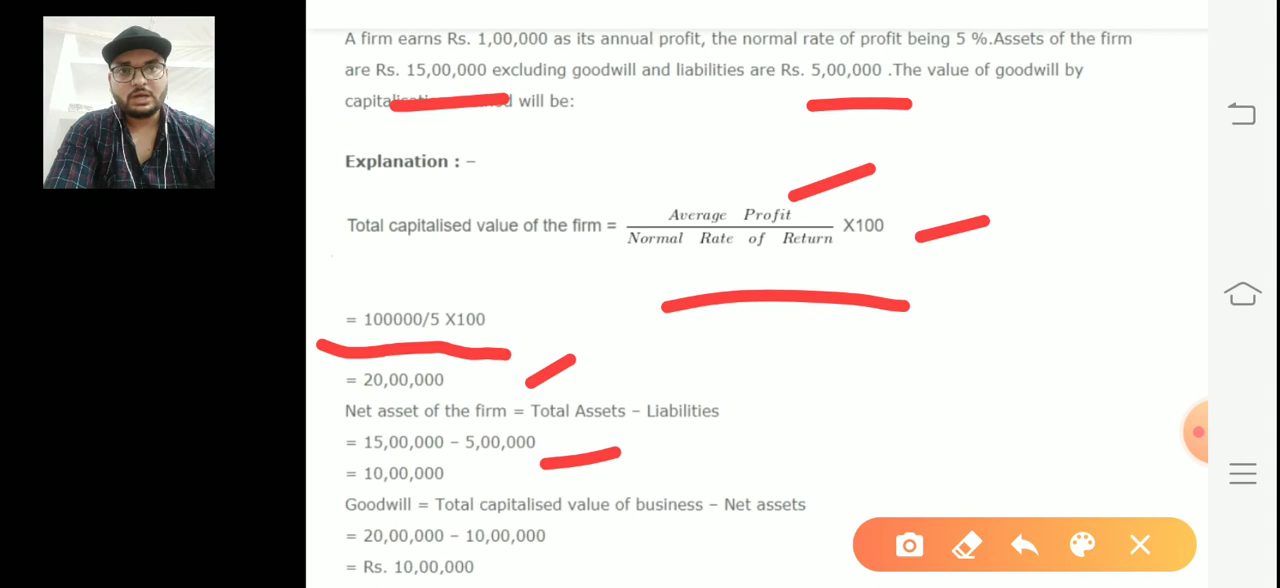 A firm earns Rs. 1,00,000 as its annual profit, the normal rate of profit being 5 %.Assets of the firm
are Rs. 15,00,000 excluding goodwill and liabilities are Rs. 5,00,000 .The value of goodwill by
will be:
Explanation : –
Total capitalised value of the firm = Average Profit / Normal Rate of Return X100
= 100000/5 X100
= 20,00,000
Net asset of the firm = Total Assets – Liabilities
= 15,00,000 – 5,00,000
= 10,00,000
Goodwill = Total capitalised value of business – Net assets
= 20,00,000 – 10,00,000
= Rs. 10,00,000